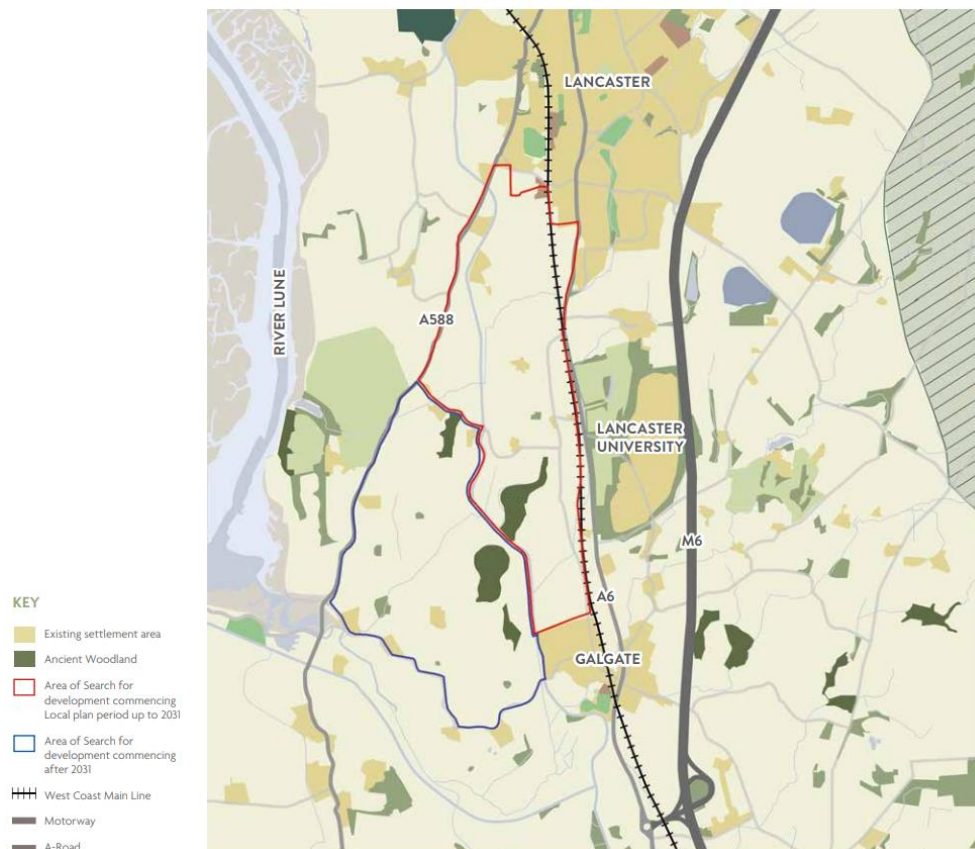 LANCASTER
RIVER LUNE
A588
LANCASTER
UNIVERSITY
M6
A6
GALGATE
KEY
Existing settlement area
Ancient Woodland
Area of Search for
development commencing
Local plan period up to 2031
Area of Search for
development commencing
after 2031
West Coast Main Line
Motorway
A-Road